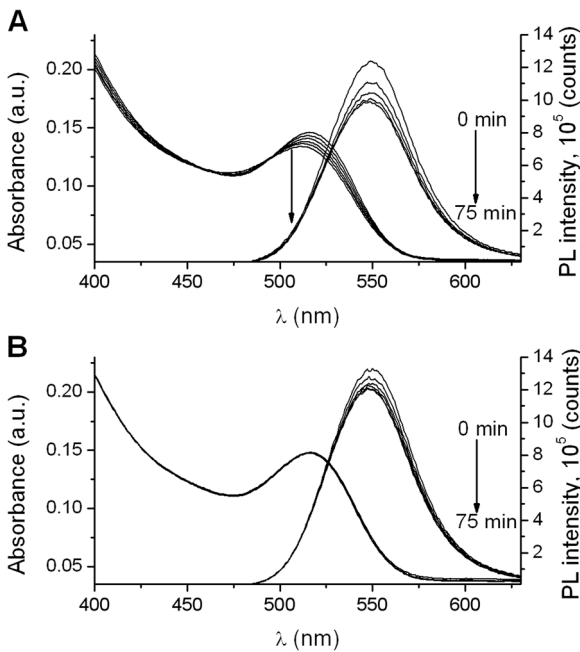 A
Absorbance (a.u.)
0.20
0.15
0.10
0.05
14
12
10
8
6
4
2
PL intensity, 10⁵ (counts)
0 min
75 min
400 450 500 550 600
λ (nm)
B
Absorbance (a.u.)
0.20
0.15
0.10
0.05
14
12
10
8
6
4
2
PL intensity, 10⁵ (counts)
0 min
75 min
400 450 500 550 600
λ (nm)